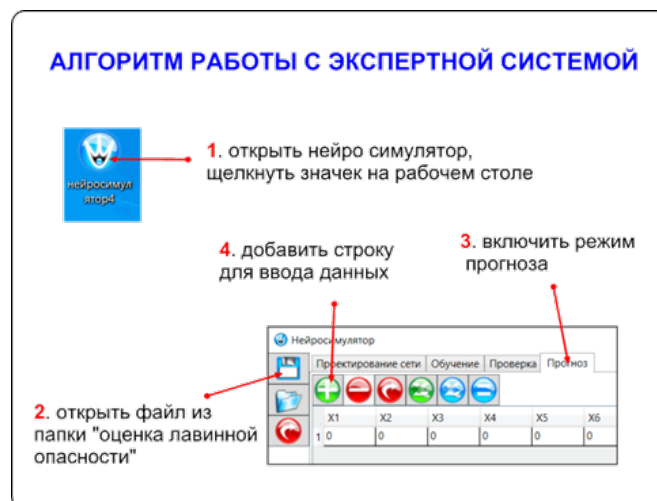 АЛГОРИТМ РАБОТЫ С ЭКСПЕРТНОЙ СИСТЕМОЙ
нейросимул
ятор4
1. открыть нейро симулятор,
щелкнуть значек на рабочем столе
4. добавить строку
для ввода данных
3. включить режим
прогноза
2. открыть файл из
папки "оценка лавинной
опасности"
Нейросимулятор
Проектирование сети Обучение Проверка Прогноз
X1 X2 X3 X4 X5 X6
1 0 0 0 0 0 0